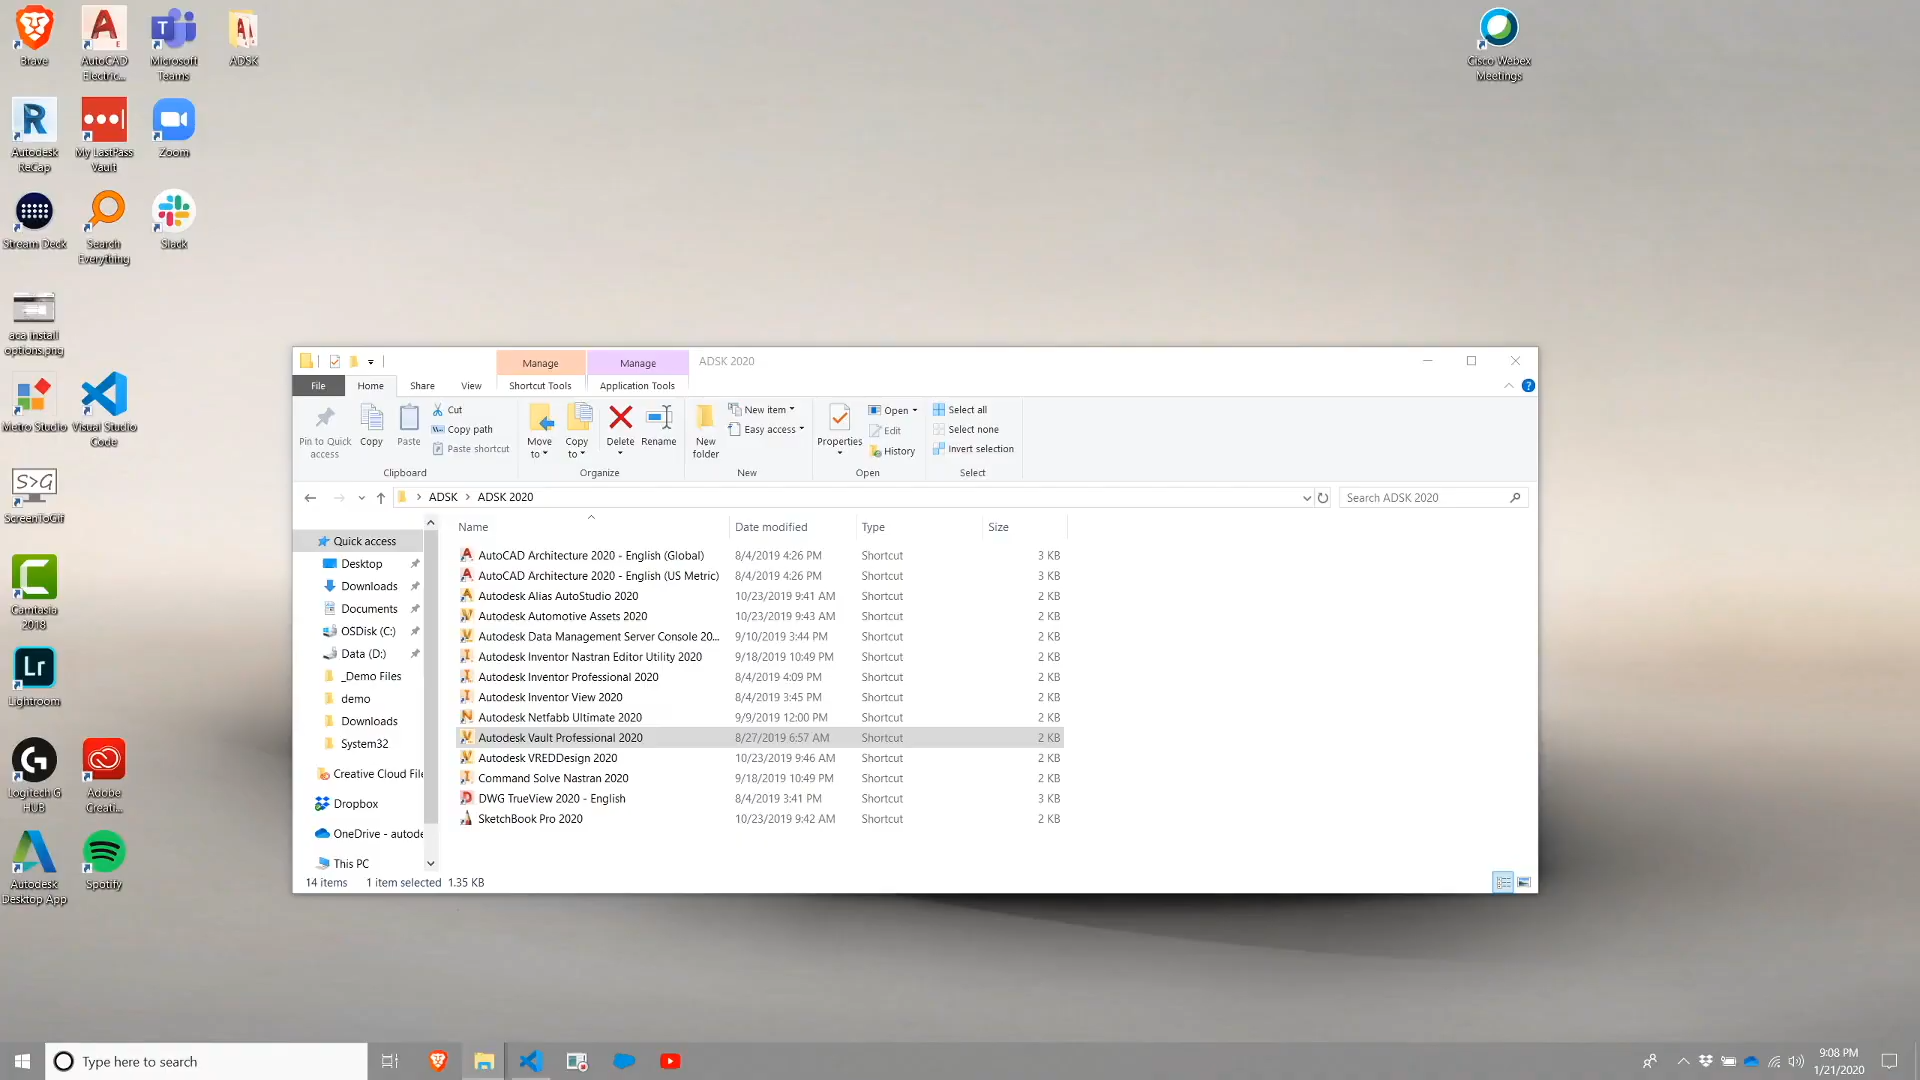 Brave
AutoCAD
Electric...
Microsoft
Teams
ADSK
Cisco Webex
Meetings
Autodesk
ReCap
My LastPass
Vault
Zoom
Stream Deck
Search
Everything
Slack
aca install
options.png
Metro Studio
Visual Studio
Code
S>G
ScreenToGif
Camtasia
2018
Lr
Lightroom
Logitech G
HUB
Adobe
Creati...
Autodesk
Desktop App
Spotify
Manage
Manage
ADSK 2020
File
Home
Share
View
Shortcut Tools
Application Tools
Pin to Quick
access
Copy
Paste
Cut
Copy path
Paste shortcut
Clipboard
Move
to
Copy
to
Delete
Rename
Organize
New
folder
New item
Easy access
New
Properties
Open
Edit
History
Open
Select all
Select none
Invert selection
Select
ADSK > ADSK 2020
Search ADSK 2020
Quick access
Desktop
Downloads
Documents
OSDisk (C:)
Data (D:)
_Demo Files
demo
Downloads
System32
Creative Cloud File
Dropbox
OneDrive - autode
This PC
Name Date modified Type Size
AutoCAD Architecture 2020 - English (Global) 8/4/2019 4:26 PM Shortcut 3 KB
AutoCAD Architecture 2020 - English (US Metric) 8/4/2019 4:26 PM Shortcut 3 KB
Autodesk Alias AutoStudio 2020 10/23/2019 9:41 AM Shortcut 2 KB
Autodesk Automotive Assets 2020 10/23/2019 9:43 AM Shortcut 2 KB
Autodesk Data Management Server Console 20... 9/10/2019 3:44 PM Shortcut 2 KB
Autodesk Inventor Nastran Editor Utility 2020 9/18/2019 10:49 PM Shortcut 2 KB
Autodesk Inventor Professional 2020 8/4/2019 4:09 PM Shortcut 2 KB
Autodesk Inventor View 2020 8/4/2019 3:45 PM Shortcut 2 KB
Autodesk Netfabb Ultimate 2020 9/9/2019 12:00 PM Shortcut 2 KB
Autodesk Vault Professional 2020 8/27/2019 6:57 AM Shortcut 2 KB
Autodesk VREDDesign 2020 10/23/2019 9:46 AM Shortcut 2 KB
Command Solve Nastran 2020 9/18/2019 10:49 PM Shortcut 2 KB
DWG TrueView 2020 - English 8/4/2019 3:41 PM Shortcut 3 KB
SketchBook Pro 2020 10/23/2019 9:42 AM Shortcut 2 KB
14 items 1 item selected 1.35 KB
Type here to search
9:08 PM
1/21/2020